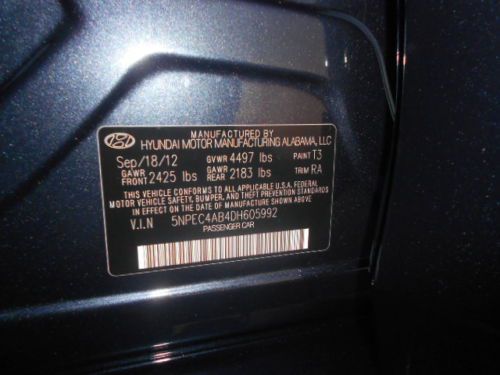 MANUFACTURED BY
HYUNDAI MOTOR MANUFACTURING ALABAMA, LLC
Sep/18/12 GVWR 4497 lbs PAINT T3
GAWR FRONT 2425 lbs GAWR REAR 2183 lbs TRIM RA
THIS VEHICLE CONFORMS TO ALL APPLICABLE U.S.A. FEDERAL
MOTOR VEHICLE SAFETY, BUMPER, AND THEFT PREVENTION STANDARDS
IN EFFECT ON THE DATE OF MANUFACTURE SHOWN ABOVE
V.I.N 5NPEC4AB4DH605992
PASSENGER CAR